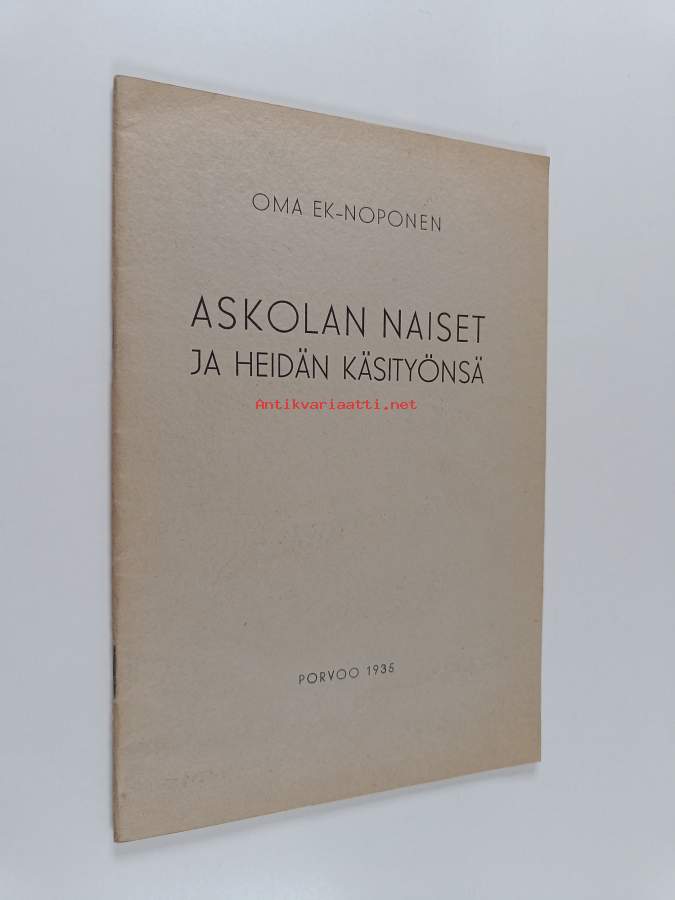 OMA EK-NOPONEN
ASKOLAN NAISET
JA HEIDÄN KÄSITYÖNSÄ
Antikvariaatti.net
PORVOO 1935